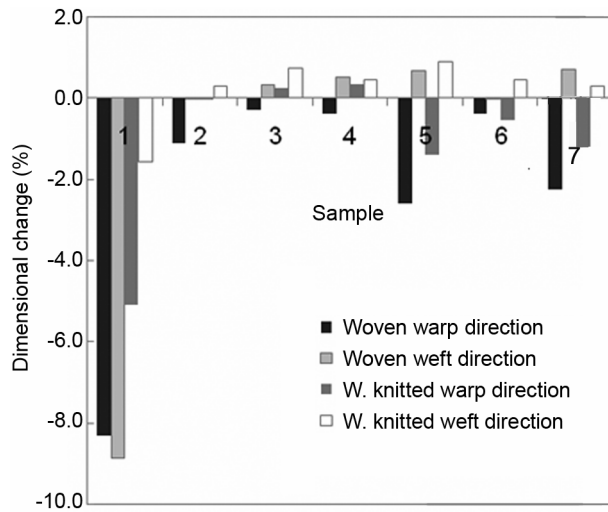 2.0
0.0
-2.0
-4.0
-6.0
-8.0
-10.0
Dimensional change (%)
1 2 3 4 5 6 7
Sample
Woven warp direction
Woven weft direction
W. knitted warp direction
W. knitted weft direction